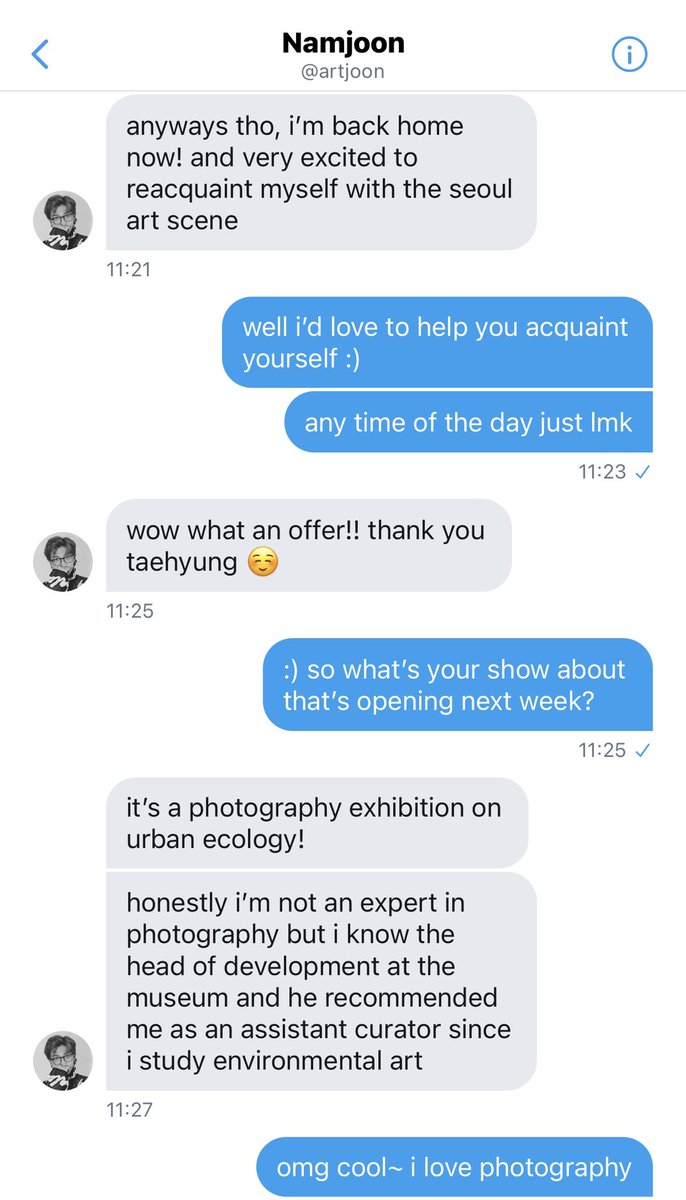 Namjoon
@artjoon
anyways tho, i’m back home
now! and very excited to
reacquaint myself with the seoul
art scene
11:21
well i’d love to help you acquaint
yourself :)
any time of the day just lmk
11:23 ✓
wow what an offer!! thank you
taehyung ☺️
11:25
:) so what’s your show about
that’s opening next week?
11:25 ✓
it’s a photography exhibition on
urban ecology!
honestly i’m not an expert in
photography but i know the
head of development at the
museum and he recommended
me as an assistant curator since
i study environmental art
11:27
omg cool~ i love photography